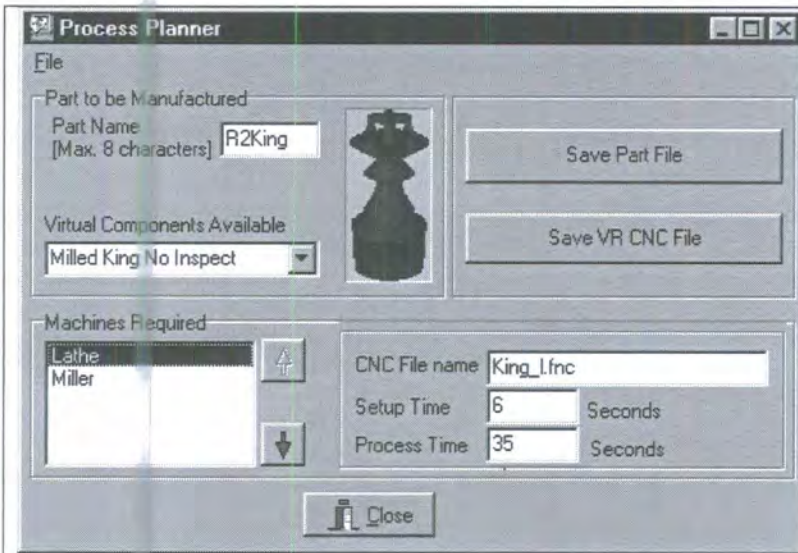 Process Planner
File
Part to be Manufactured
Part Name
[Max. 8 characters]
R2King
Virtual Components Available
Milled King No Inspect
Save Part File
Save VR CNC File
Machines Required
Lathe
Miller
CNC File name
King_l.fnc
Setup Time
6
Seconds
Process Time
35
Seconds
Close